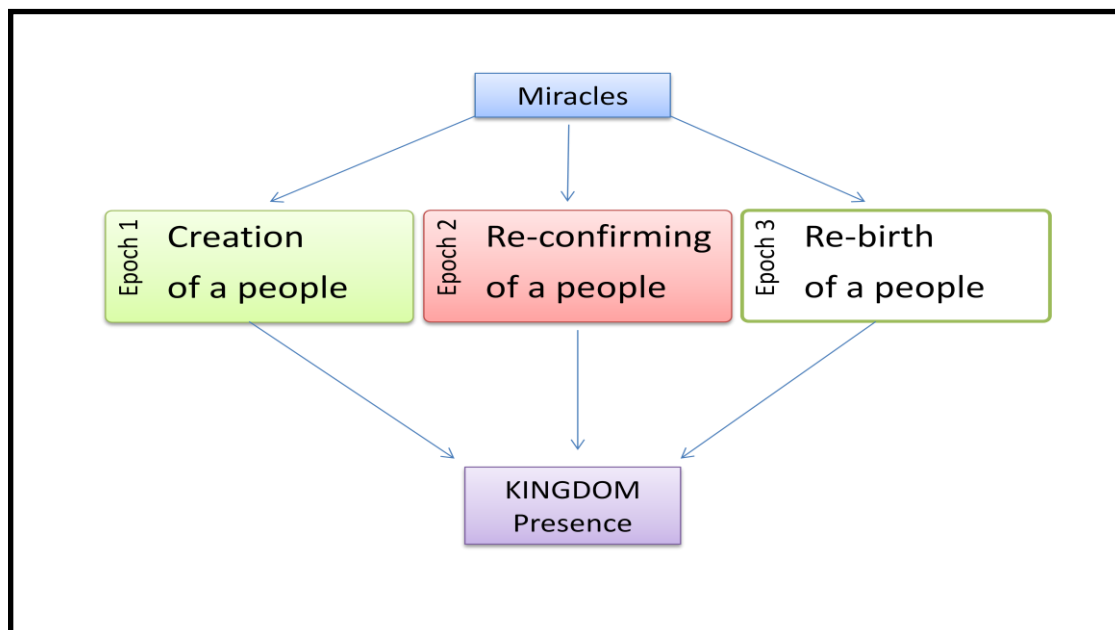 Miracles
Epoch 1
Creation
of a people
Epoch 2
Re-confirming
of a people
Epoch 3
Re-birth
of a people
KINGDOM
Presence